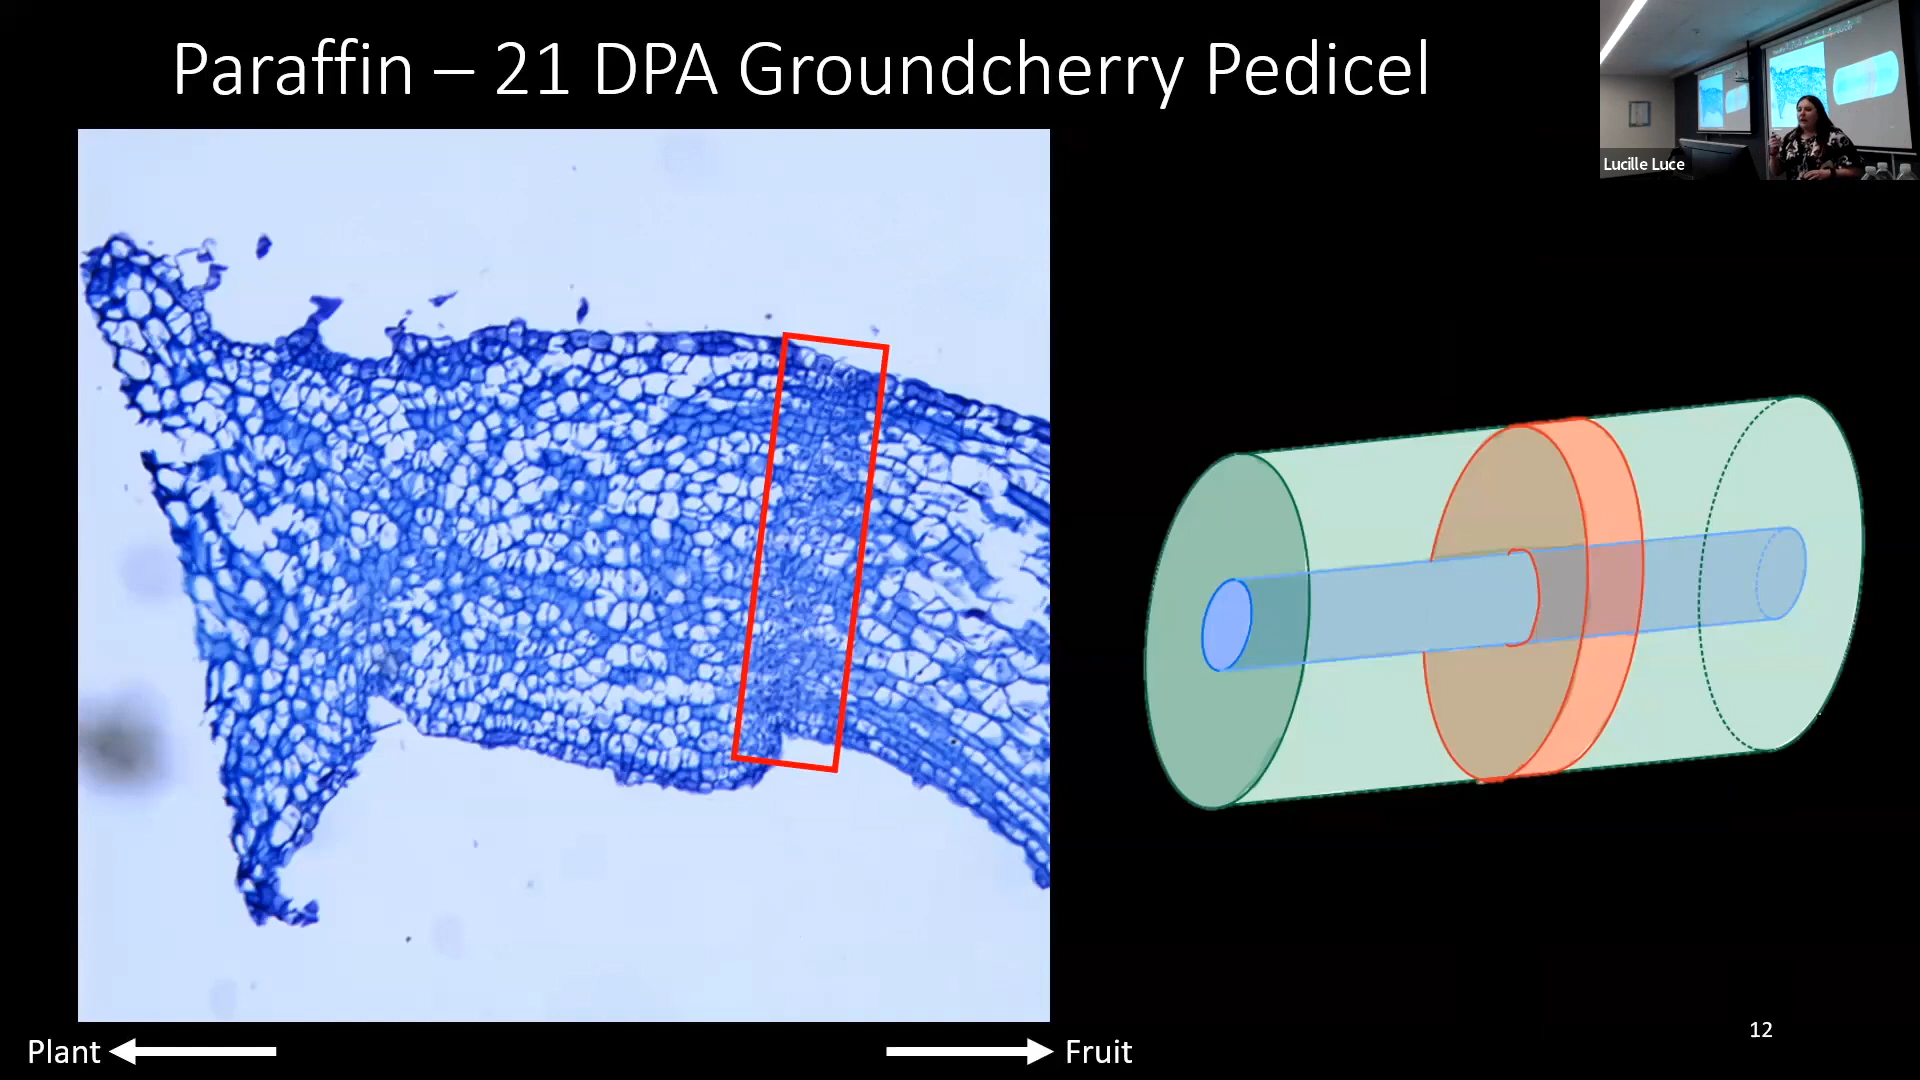 Paraffin – 21 DPA Groundcherry Pedicel
Lucille Luce
Plant
Fruit
12